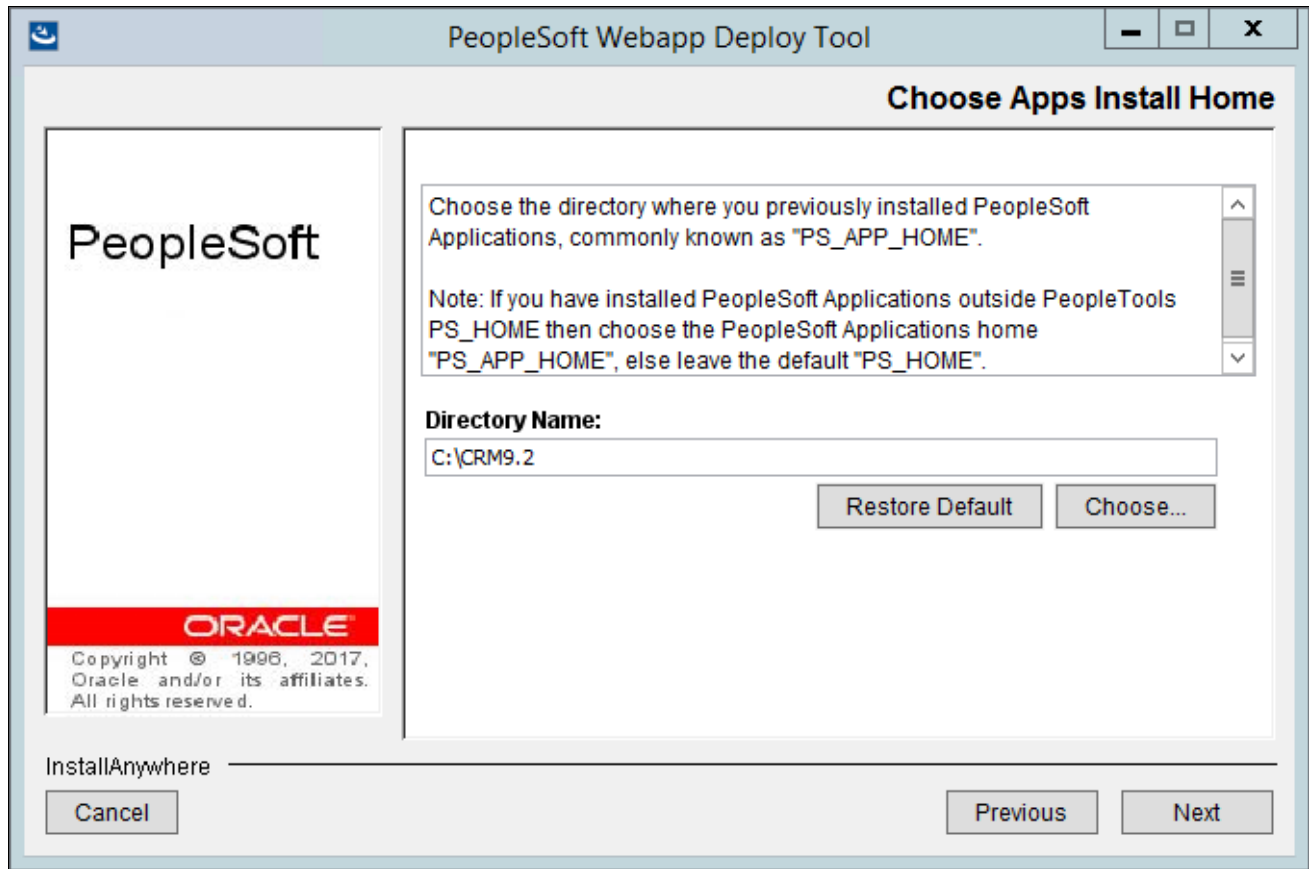 PeopleSoft Webapp Deploy Tool
Choose Apps Install Home
PeopleSoft
Choose the directory where you previously installed PeopleSoft
Applications, commonly known as "PS_APP_HOME".
Note: If you have installed PeopleSoft Applications outside PeopleTools
PS_HOME then choose the PeopleSoft Applications home
"PS_APP_HOME", else leave the default "PS_HOME".
Directory Name:
C:\CRM9.2
Restore Default
Choose...
ORACLE
Copyright © 1996, 2017,
Oracle and/or its affiliates.
All rights reserved.
InstallAnywhere
Cancel
Previous
Next